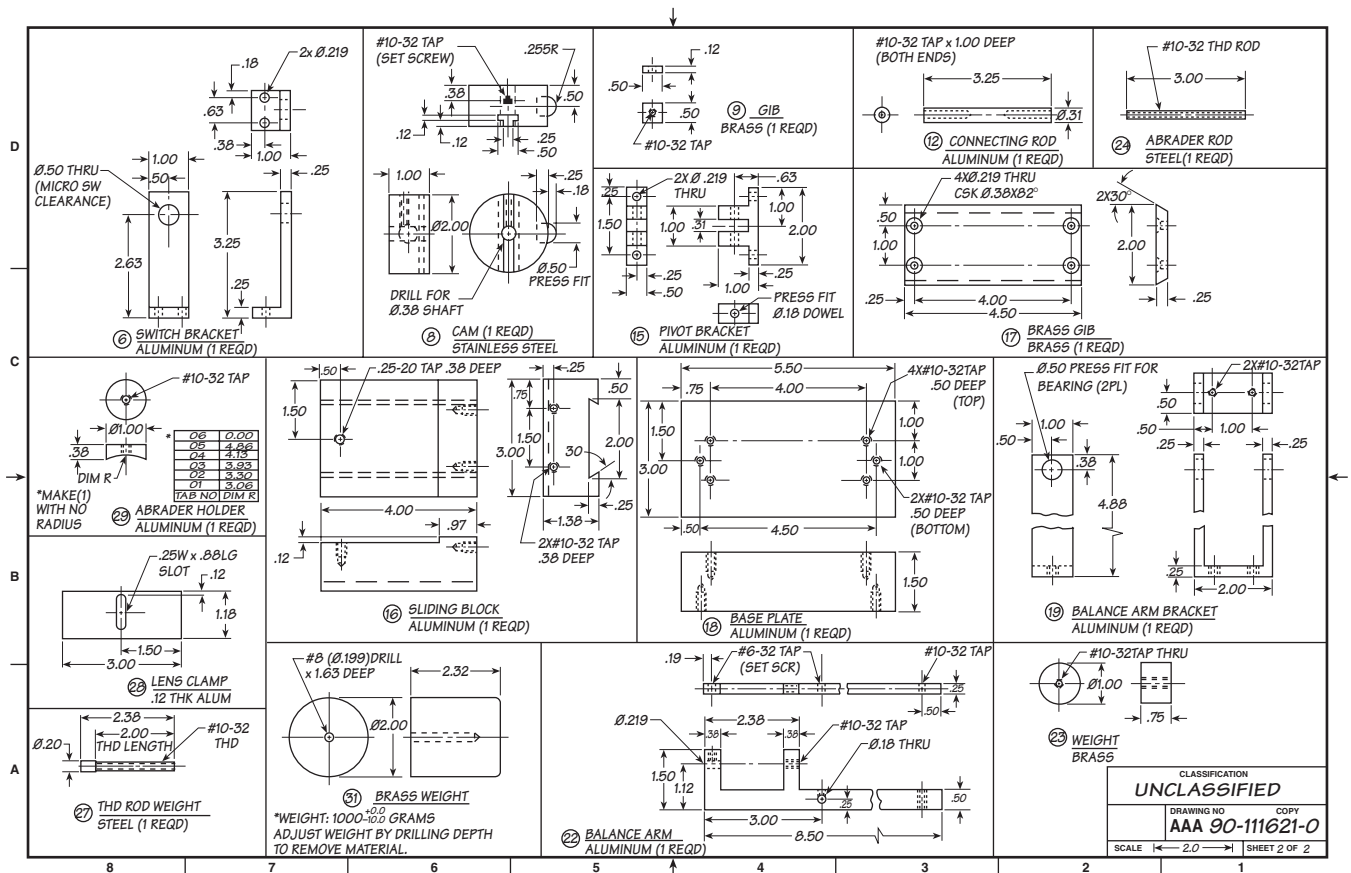 2x Ø.219
.18
.63
.38
1.00
Ø.50 THRU
(MICRO SW
CLEARANCE)
1.00
.50
.25
3.25
2.63
.25
6 SWITCH BRACKET
ALUMINUM (1 REQD)
#10-32 TAP
(SET SCREW)
.255R
.38
.50
.12
.12
.25
.50
1.00
.25
.18
Ø2.00
Ø.50
PRESS FIT
DRILL FOR
Ø.38 SHAFT
8 CAM (1 REQD)
STAINLESS STEEL
.12
.50
.50
#10-32 TAP
9 GIB
BRASS (1 REQD)
#10-32 TAP x 1.00 DEEP
(BOTH ENDS)
3.25
Ø.31
12 CONNECTING ROD
ALUMINUM (1 REQD)
#10-32 THD ROD
3.00
24 ABRADER ROD
STEEL(1 REQD)
2X Ø .219
THRU
.63
.25
1.50
1.00
.31
1.00
2.00
.25
.50
1.00
.25
PRESS FIT
Ø.18 DOWEL
15 PIVOT BRACKET
ALUMINUM (1 REQD)
4XØ.219 THRU
CSK Ø.38X82°
2X30°
.50
1.00
2.00
.25
4.00
4.50
.25
17 BRASS GIB
BRASS (1 REQD)
#10-32 TAP
Ø1.00
.38
DIM R
* 06 0.00
05 4.86
04 4.13
03 3.93
02 3.30
01 3.06
TAB NO DIM R
*MAKE(1)
WITH NO
RADIUS
29 ABRADER HOLDER
ALUMINUM (1 REQD)
.50
.25-20 TAP .38 DEEP
1.50
.25
.75
.50
1.50
3.00
2.00
30
.25
1.38
4.00
.97
.12
2X#10-32 TAP
.38 DEEP
16 SLIDING BLOCK
ALUMINUM (1 REQD)
5.50
.75
4.00
4X#10-32TAP
.50 DEEP
(TOP)
1.50
3.00
1.00
1.00
2X#10-32 TAP
.50 DEEP
(BOTTOM)
.50
4.50
1.50
18 BASE PLATE
ALUMINUM (1 REQD)
Ø.50 PRESS FIT FOR
BEARING (2PL)
2X#10-32TAP
.50
.50
1.00
1.00
.50
.25
.25
.38
4.88
.25
2.00
19 BALANCE ARM BRACKET
ALUMINUM (1 REQD)
.25W x .88LG
SLOT
.12
1.18
1.50
3.00
28 LENS CLAMP
.12 THK ALUM
2.38
2.00
THD LENGTH
#10-32
THD
Ø.20
27 THD ROD WEIGHT
STEEL (1 REQD)
#8 (Ø.199)DRILL
x 1.63 DEEP
2.32
Ø2.00
31 BRASS WEIGHT
*WEIGHT: 1000 +0.0 -10.0 GRAMS
ADJUST WEIGHT BY DRILLING DEPTH
TO REMOVE MATERIAL.
.19
#6-32 TAP
(SET SCR)
#10-32 TAP
.25
.50
2.38
Ø.219
.38
.38
#10-32 TAP
Ø.18 THRU
1.50
1.12
.25
.50
3.00
8.50
22 BALANCE ARM
ALUMINUM (1 REQD)
#10-32TAP THRU
Ø1.00
.75
23 WEIGHT
BRASS
CLASSIFICATION
UNCLASSIFIED
DRAWING NO COPY
AAA 90-111621-0
SCALE 2.0 SHEET 2 OF 2
D
C
B
A
D
C
B
A
8 7 6 5 4 3 2 1